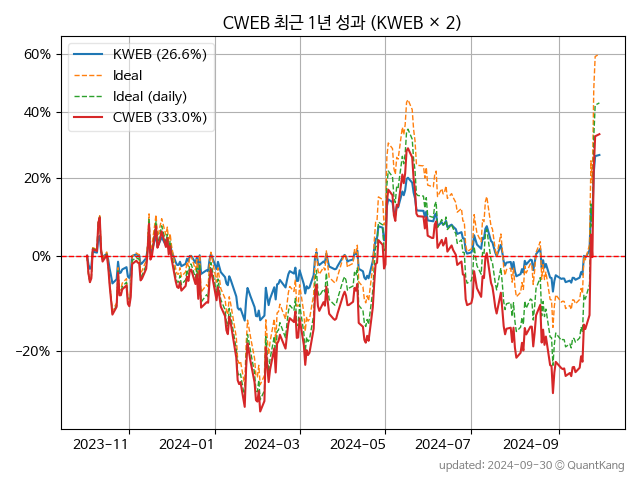 CWEB 최근 1년 성과 (KWEB × 2)
KWEB (26.6%)
Ideal
Ideal (daily)
CWEB (33.0%)
60%
40%
20%
0%
−20%
2023-11
2024-01
2024-03
2024-05
2024-07
2024-09
updated: 2024-09-30 © QuantKang